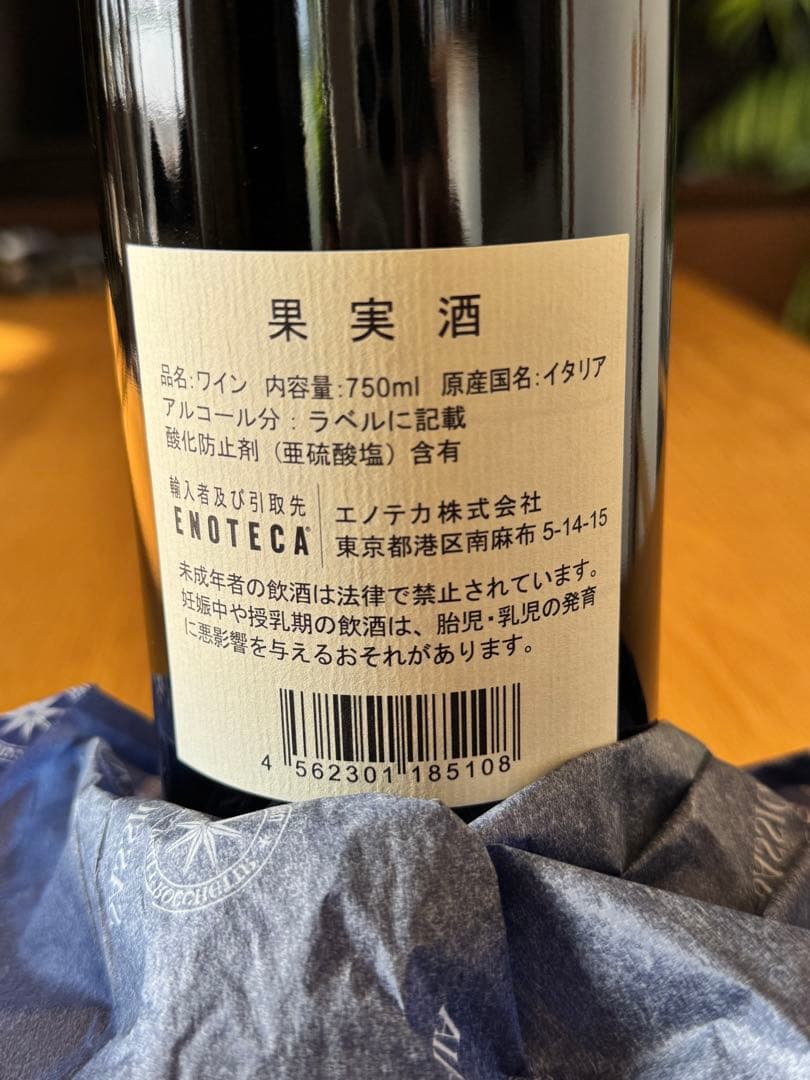 果実酒
品名:ワイン 内容量:750ml 原産国名:イタリア
アルコール分:ラベルに記載
酸化防止剤（亜硫酸塩）含有
輸入者及び引取先
ENOTECA®
エノテカ株式会社
東京都港区南麻布 5-14-15
未成年者の飲酒は法律で禁止されています。
妊娠中や授乳期の飲酒は、胎児・乳児の発育
に悪影響を与えるおそれがあります。
4 562301 185108